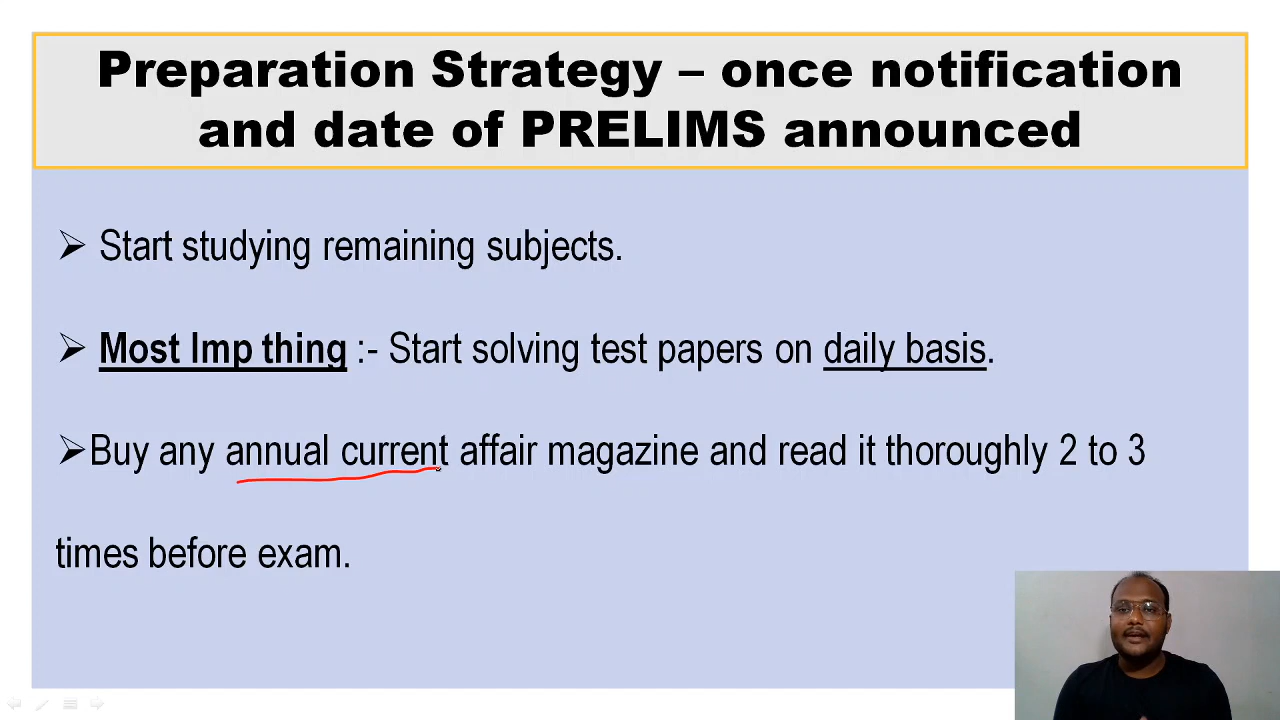 Preparation Strategy – once notification
and date of PRELIMS announced
➢ Start studying remaining subjects.
➢ Most Imp thing :- Start solving test papers on daily basis.
➢Buy any annual current affair magazine and read it thoroughly 2 to 3
times before exam.